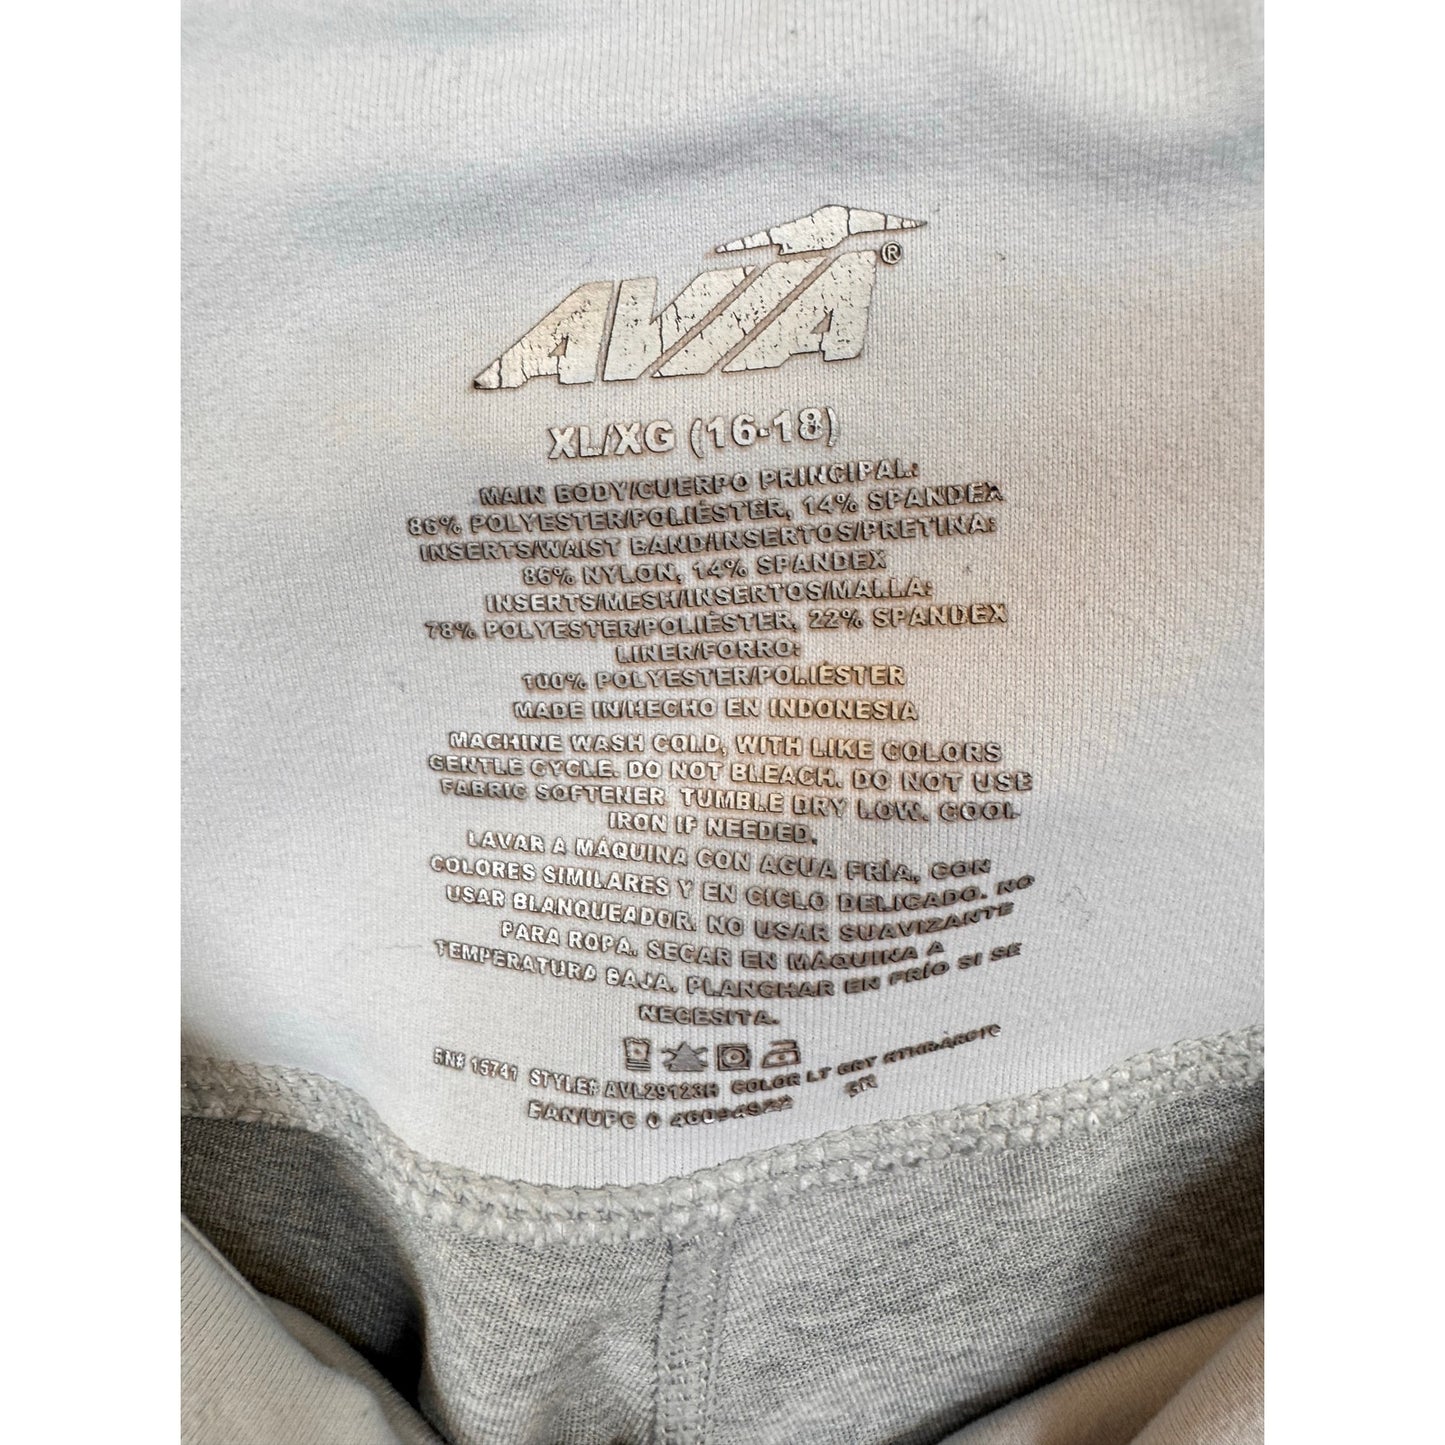 AVIA®
XL/XG (16-18)
MAIN BODY/CUERPO PRINCIPAL:
86% POLYESTER/POLIÉSTER, 14% SPANDEX
INSERTS/WAIST BAND/INSERTOS/PRETINA:
86% NYLON, 14% SPANDEX
INSERTS/MESH/INSERTOS/MALLA:
78% POLYESTER/POLIÉSTER, 22% SPANDEX
LINER/FORRO:
100% POLYESTER/POLIÉSTER
MADE IN/HECHO EN INDONESIA
MACHINE WASH COLD, WITH LIKE COLORS
GENTLE CYCLE. DO NOT BLEACH. DO NOT USE
FABRIC SOFTENER. TUMBLE DRY LOW. COOL
IRON IF NEEDED.
LAVAR A MÁQUINA CON AGUA FRÍA, CON
COLORES SIMILARES Y EN CICLO DELICADO. NO
USAR BLANQUEADOR. NO USAR SUAVIZANTE
PARA ROPA. SECAR EN MÁQUINA A
TEMPERATURA BAJA. PLANCHAR EN FRÍO SI SE
NECESITA.
RN# 15741 STYLE# AVL29123H COLOR LT GRY
EAN/UPC 0